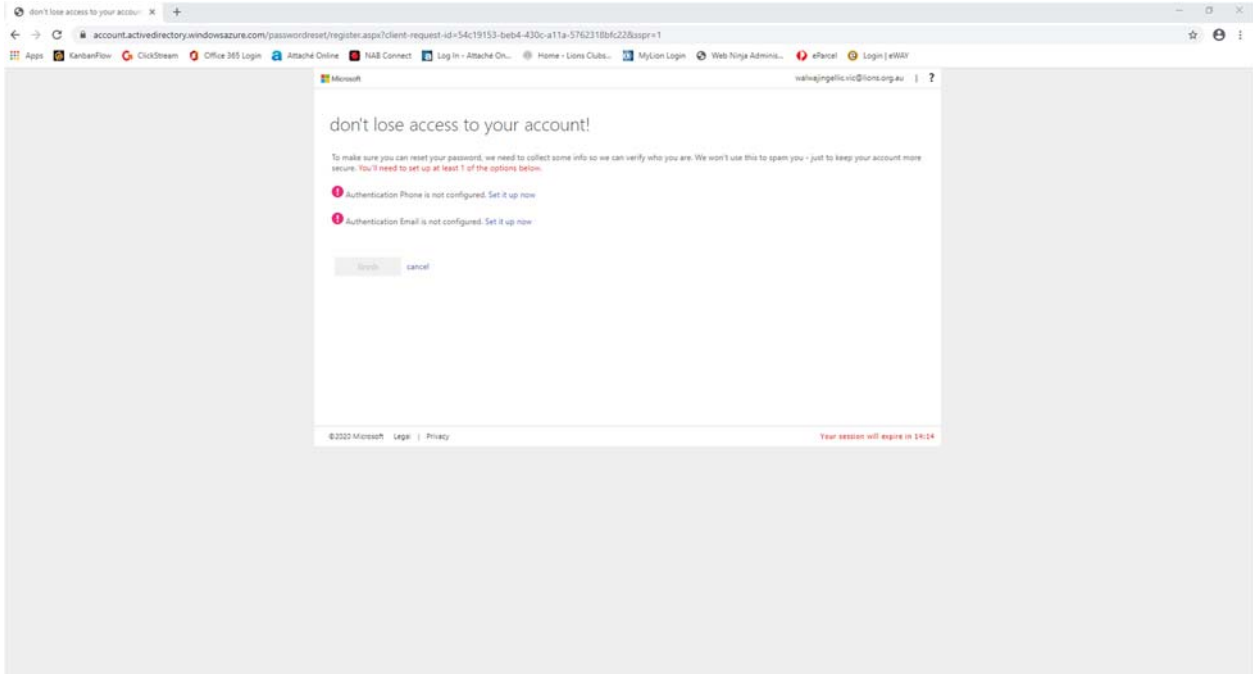 don't lose access to your accour
account.activedirectory.windowsazure.com/passwordreset/register.aspx?client-request-id=54c19153-beb4-430c-a11a-5762318bfc22&sspr=1
Apps KanbanFlow ClickStream Office 365 Login Attaché Online NAB Connect Log In - Attaché On... Home - Lions Clubs... MyLion Login Web Ninja Adminis... eParcel Login | eWAY
Microsoft walwajingellic.vic@lions.org.au | ?
don't lose access to your account!
To make sure you can reset your password, we need to collect some info so we can verify who you are. We won't use this to spam you - just to keep your account more
secure. You'll need to set up at least 1 of the options below.
Authentication Phone is not configured. Set it up now
Authentication Email is not configured. Set it up now
cancel
©2020 Microsoft Legal | Privacy Your session will expire in 14:14